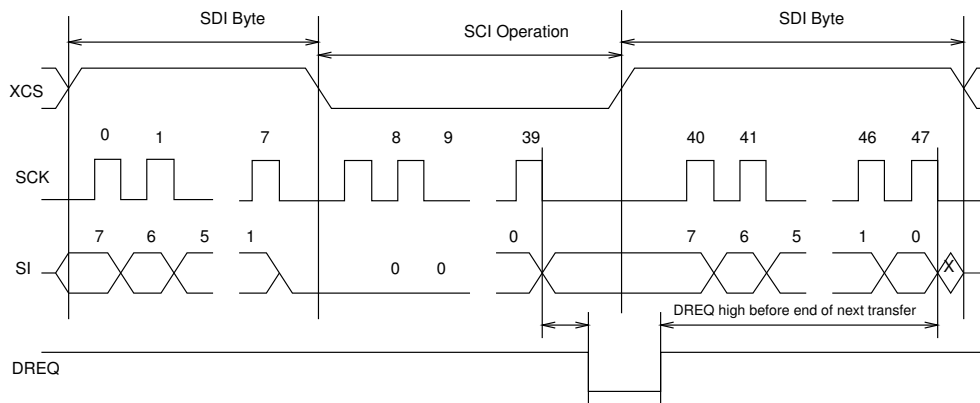 SDI Byte
SCI Operation
SDI Byte
XCS
0 1 7 8 9 39 40 41 46 47
SCK
7 6 5 1 0 7 6 5 1 0
SI
0 0 X
DREQ high before end of next transfer
DREQ